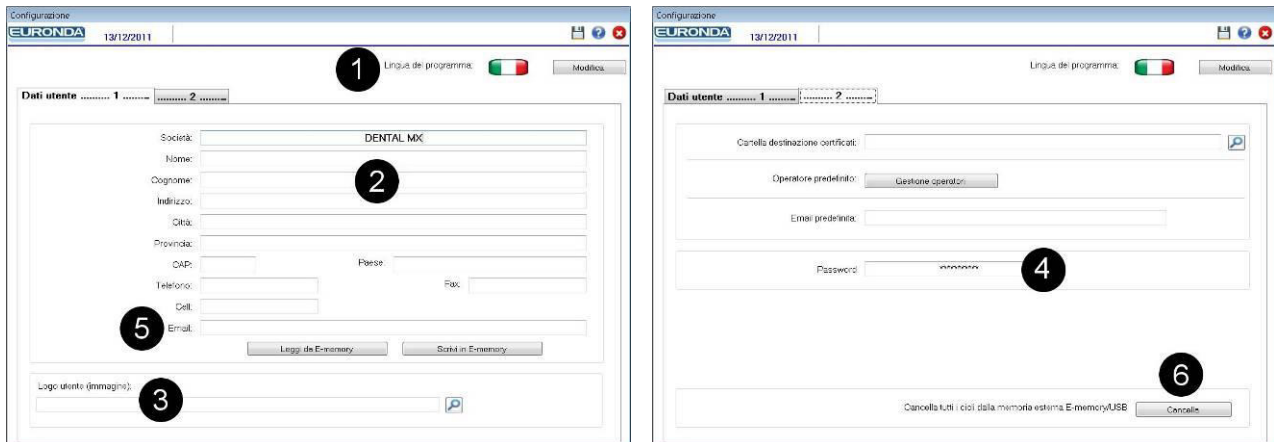 Configurazione
EURONDA 13/12/2011
1 Lingua del programma: Modifica
Dati utente .......... 1 ......... .......... 2 .........
Società: DENTAL MX
Nome:
2
Cognome:
Indirizzo:
Città:
Provincia:
CAP: Paese:
Telefono: Fax:
Cell:
5 Email:
Leggi da E-memory Scrivi in E-memory
Logo utente (immagine):
3
Configurazione
EURONDA 13/12/2011
Lingua del programma: Modifica
Dati utente .......... 1 ......... .......... 2 .........
Cartella destinazione certificati:
Operatore predefinito: Gestione operatori
Email predefinita:
Password ******** 4
6
Cancella tutti i cicli dalla memoria esterna E-memory/USB Cancella